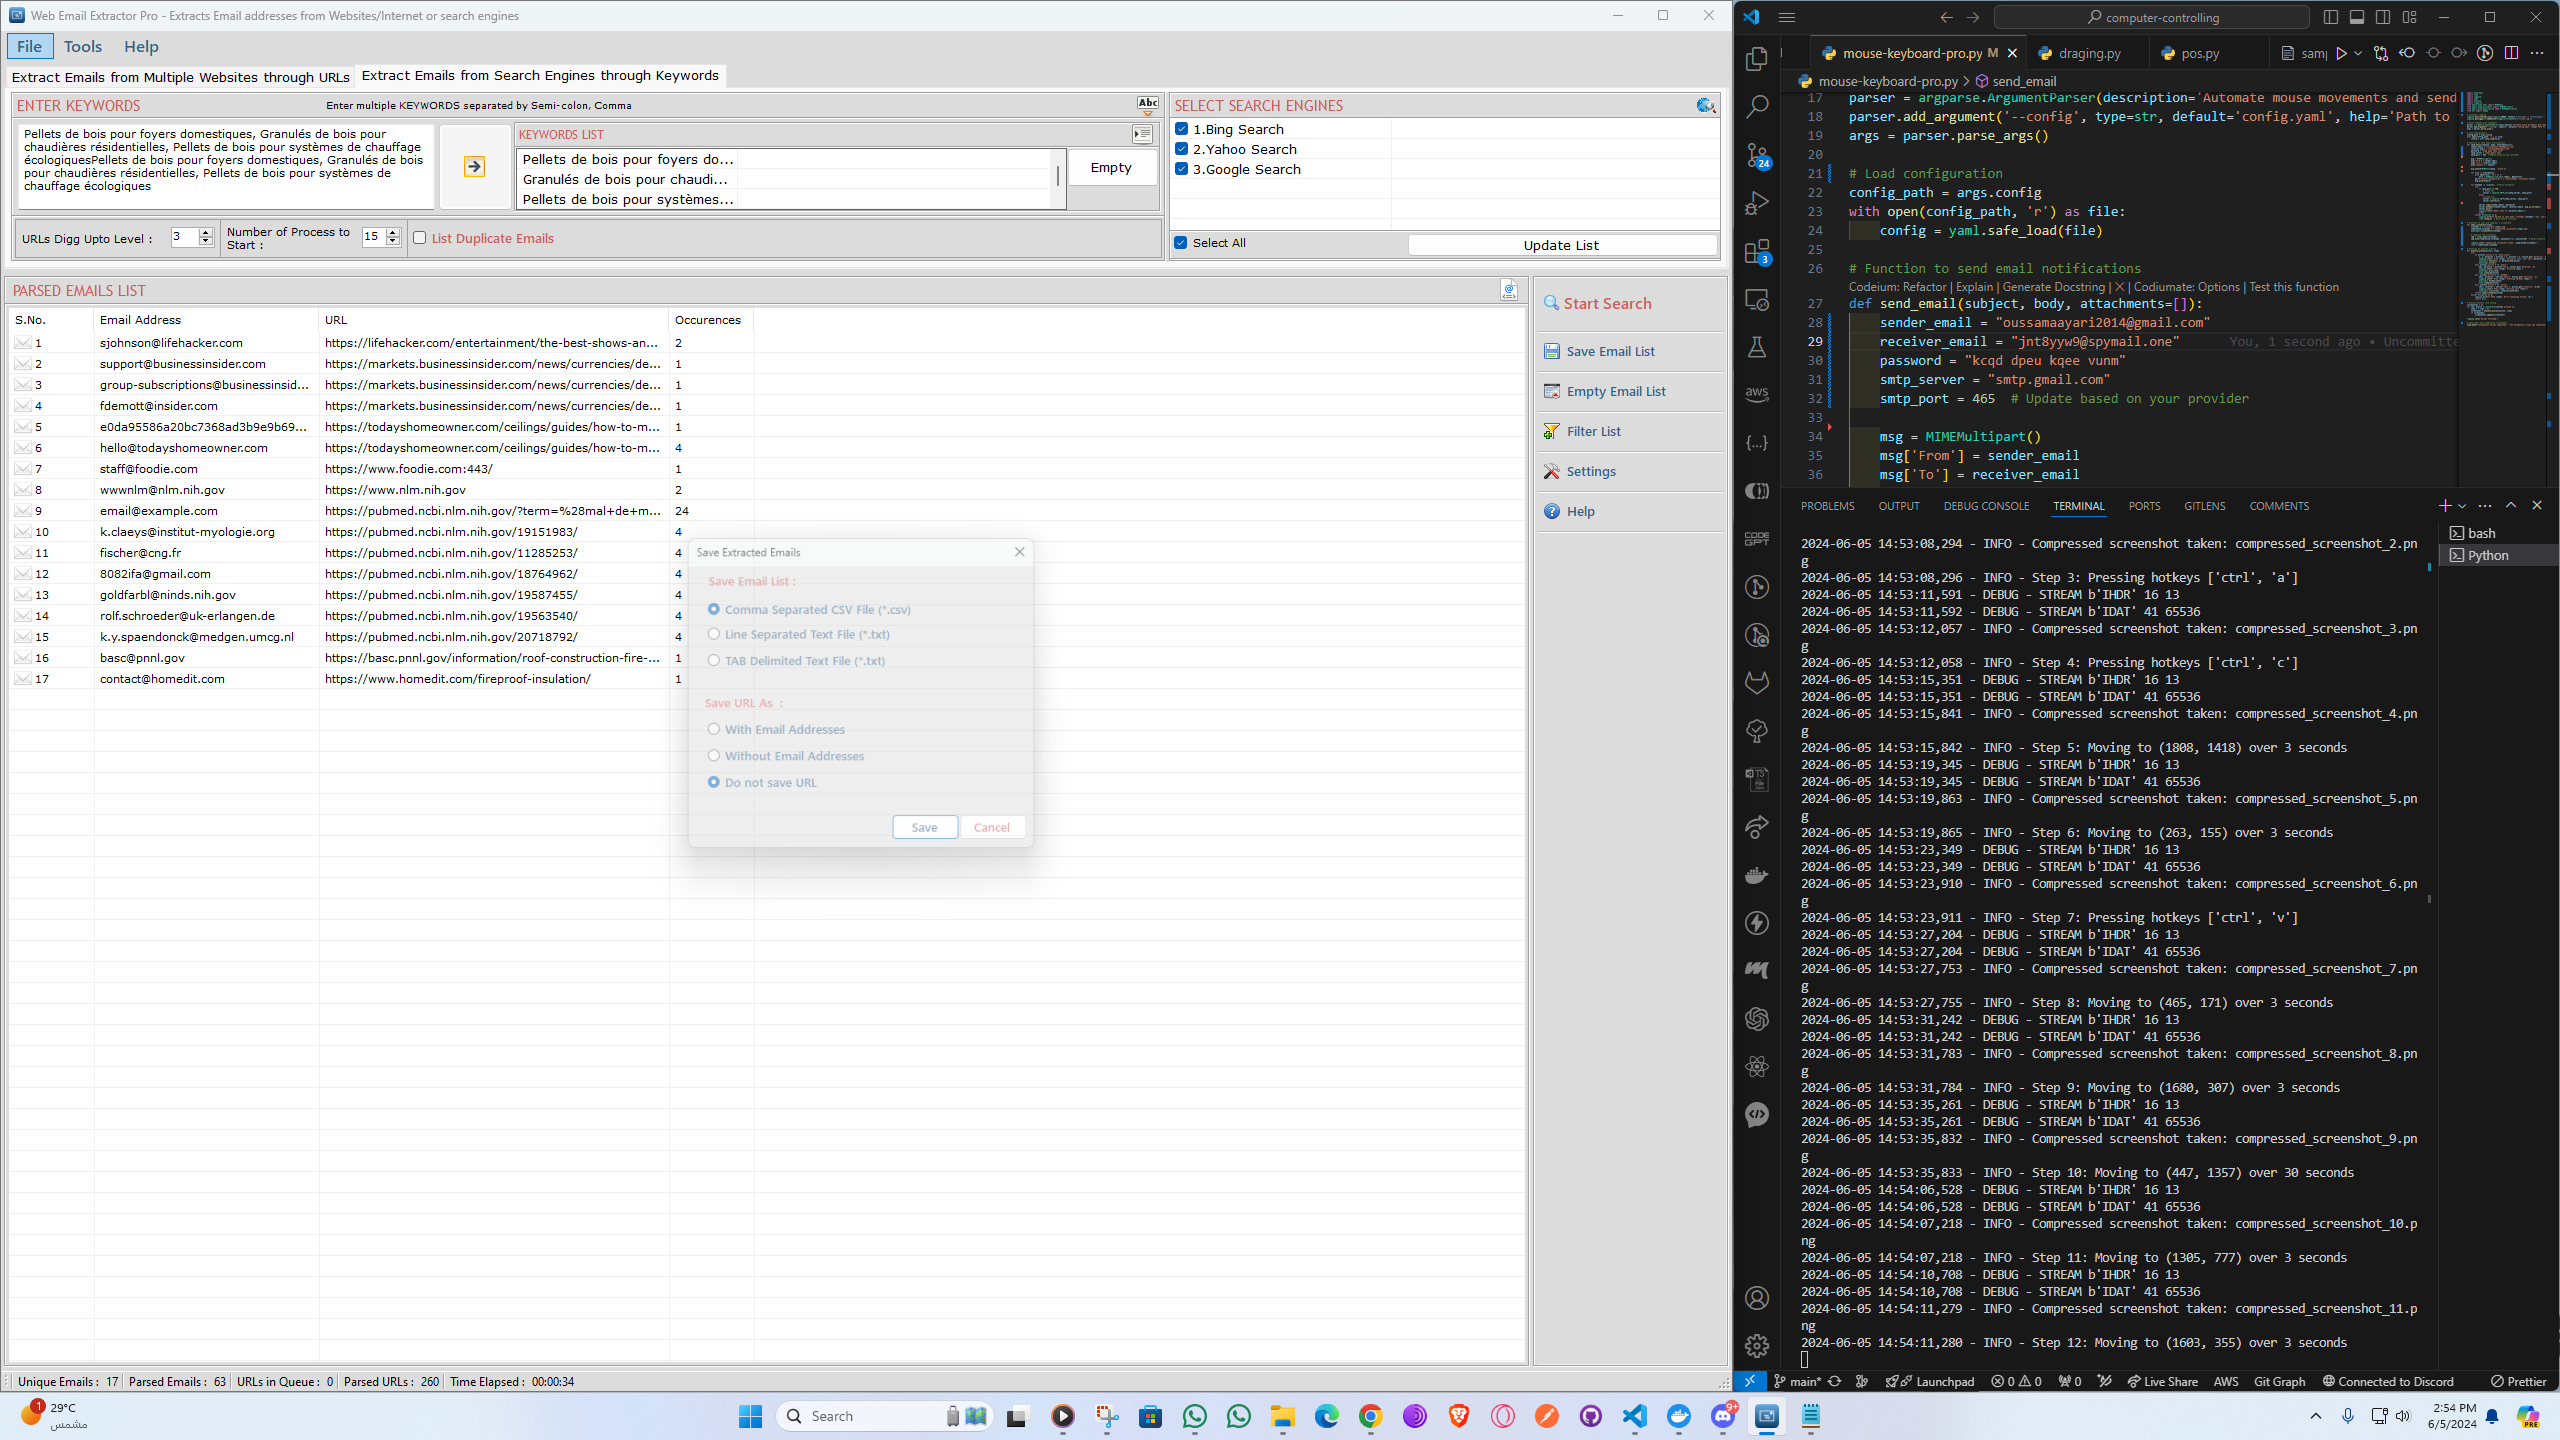 Web Email Extractor Pro - Extracts Email addresses from Websites/Internet or search engines
File Tools Help
Extract Emails from Multiple Websites through URLs Extract Emails from Search Engines through Keywords
ENTER KEYWORDS Enter multiple KEYWORDS separated by Semi-colon, Comma Abc
Pellets de bois pour foyers domestiques, Granulés de bois pour
chaudières résidentielles, Pellets de bois pour systèmes de chauffage
écologiquesPellets de bois pour foyers domestiques, Granulés de bois
pour chaudières résidentielles, Pellets de bois pour systèmes de
chauffage écologiques
KEYWORDS LIST
Pellets de bois pour foyers do...
Granulés de bois pour chaudi...
Pellets de bois pour systèmes...
Empty
URLs Digg Upto Level : 3
Number of Process to
Start : 15
List Duplicate Emails
SELECT SEARCH ENGINES
1.Bing Search
2.Yahoo Search
3.Google Search
Select All Update List
PARSED EMAILS LIST
S.No. Email Address URL Occurences
1 sjohnson@lifehacker.com https://lifehacker.com/entertainment/the-best-shows-an... 2
2 support@businessinsider.com https://markets.businessinsider.com/news/currencies/de... 1
3 group-subscriptions@businessinsid... https://markets.businessinsider.com/news/currencies/de... 1
4 fdemott@insider.com https://markets.businessinsider.com/news/currencies/de... 1
5 e0da95586a20bc7368ad3b9e9b69... https://todayshomeowner.com/ceilings/guides/how-to-m... 1
6 hello@todayshomeowner.com https://todayshomeowner.com/ceilings/guides/how-to-m... 4
7 staff@foodie.com https://www.foodie.com:443/ 1
8 wwwnlm@nlm.nih.gov https://www.nlm.nih.gov 2
9 email@example.com https://pubmed.ncbi.nlm.nih.gov/?term=%28mal+de+m... 24
10 k.claeys@institut-myologie.org https://pubmed.ncbi.nlm.nih.gov/19151983/ 4
11 fischer@cng.fr https://pubmed.ncbi.nlm.nih.gov/11285253/ 4
12 8082ifa@gmail.com https://pubmed.ncbi.nlm.nih.gov/18764962/ 4
13 goldfarbl@ninds.nih.gov https://pubmed.ncbi.nlm.nih.gov/19587455/ 4
14 rolf.schroeder@uk-erlangen.de https://pubmed.ncbi.nlm.nih.gov/19563540/ 4
15 k.y.spaendonck@medgen.umcg.nl https://pubmed.ncbi.nlm.nih.gov/20718792/ 4
16 basc@pnnl.gov https://basc.pnnl.gov/information/roof-construction-fire-... 1
17 contact@homedit.com https://www.homedit.com/fireproof-insulation/ 1
Start Search
Save Email List
Empty Email List
Filter List
Settings
Help
Save Extracted Emails
Save Email List :
Comma Separated CSV File (*.csv)
Line Separated Text File (*.txt)
TAB Delimited Text File (*.txt)
Save URL As :
With Email Addresses
Without Email Addresses
Do not save URL
Save Cancel
Unique Emails : 17 Parsed Emails : 63 URLs in Queue : 0 Parsed URLs : 260 Time Elapsed : 00:00:34
computer-controlling
mouse-keyboard-pro.py M draging.py pos.py sam
mouse-keyboard-pro.py > send_email
17 parser = argparse.ArgumentParser(description='Automate mouse movements and send
18 parser.add_argument('--config', type=str, default='config.yaml', help='Path to
19 args = parser.parse_args()
20
21 # Load configuration
22 config_path = args.config
23 with open(config_path, 'r') as file:
24 config = yaml.safe_load(file)
25
26 # Function to send email notifications
Codeium: Refactor | Explain | Generate Docstring | X | Codiumate: Options | Test this function
27 def send_email(subject, body, attachments=[]):
28 sender_email = "oussamaayari2014@gmail.com"
29 receiver_email = "jnt8yyw9@spymail.one" You, 1 second ago • Uncommitte
30 password = "kcqd dpeu kqee vunm"
31 smtp_server = "smtp.gmail.com"
32 smtp_port = 465 # Update based on your provider
33
34 msg = MIMEMultipart()
35 msg['From'] = sender_email
36 msg['To'] = receiver_email
24
3
aws
CODE
GPT
PROBLEMS OUTPUT DEBUG CONSOLE TERMINAL PORTS GITLENS COMMENTS
bash
Python
2024-06-05 14:53:08,294 - INFO - Compressed screenshot taken: compressed_screenshot_2.pn
g
2024-06-05 14:53:08,296 - INFO - Step 3: Pressing hotkeys ['ctrl', 'a']
2024-06-05 14:53:11,591 - DEBUG - STREAM b'IHDR' 16 13
2024-06-05 14:53:11,592 - DEBUG - STREAM b'IDAT' 41 65536
2024-06-05 14:53:12,057 - INFO - Compressed screenshot taken: compressed_screenshot_3.pn
g
2024-06-05 14:53:12,058 - INFO - Step 4: Pressing hotkeys ['ctrl', 'c']
2024-06-05 14:53:15,351 - DEBUG - STREAM b'IHDR' 16 13
2024-06-05 14:53:15,351 - DEBUG - STREAM b'IDAT' 41 65536
2024-06-05 14:53:15,841 - INFO - Compressed screenshot taken: compressed_screenshot_4.pn
g
2024-06-05 14:53:15,842 - INFO - Step 5: Moving to (1808, 1418) over 3 seconds
2024-06-05 14:53:19,345 - DEBUG - STREAM b'IHDR' 16 13
2024-06-05 14:53:19,345 - DEBUG - STREAM b'IDAT' 41 65536
2024-06-05 14:53:19,863 - INFO - Compressed screenshot taken: compressed_screenshot_5.pn
g
2024-06-05 14:53:19,865 - INFO - Step 6: Moving to (263, 155) over 3 seconds
2024-06-05 14:53:23,349 - DEBUG - STREAM b'IHDR' 16 13
2024-06-05 14:53:23,349 - DEBUG - STREAM b'IDAT' 41 65536
2024-06-05 14:53:23,910 - INFO - Compressed screenshot taken: compressed_screenshot_6.pn
g
2024-06-05 14:53:23,911 - INFO - Step 7: Pressing hotkeys ['ctrl', 'v']
2024-06-05 14:53:27,204 - DEBUG - STREAM b'IHDR' 16 13
2024-06-05 14:53:27,204 - DEBUG - STREAM b'IDAT' 41 65536
2024-06-05 14:53:27,753 - INFO - Compressed screenshot taken: compressed_screenshot_7.pn
g
2024-06-05 14:53:27,755 - INFO - Step 8: Moving to (465, 171) over 3 seconds
2024-06-05 14:53:31,242 - DEBUG - STREAM b'IHDR' 16 13
2024-06-05 14:53:31,242 - DEBUG - STREAM b'IDAT' 41 65536
2024-06-05 14:53:31,783 - INFO - Compressed screenshot taken: compressed_screenshot_8.pn
g
2024-06-05 14:53:31,784 - INFO - Step 9: Moving to (1680, 307) over 3 seconds
2024-06-05 14:53:35,261 - DEBUG - STREAM b'IHDR' 16 13
2024-06-05 14:53:35,261 - DEBUG - STREAM b'IDAT' 41 65536
2024-06-05 14:53:35,832 - INFO - Compressed screenshot taken: compressed_screenshot_9.pn
g
2024-06-05 14:53:35,833 - INFO - Step 10: Moving to (447, 1357) over 30 seconds
2024-06-05 14:54:06,528 - DEBUG - STREAM b'IHDR' 16 13
2024-06-05 14:54:06,528 - DEBUG - STREAM b'IDAT' 41 65536
2024-06-05 14:54:07,218 - INFO - Compressed screenshot taken: compressed_screenshot_10.p
ng
2024-06-05 14:54:07,218 - INFO - Step 11: Moving to (1305, 777) over 3 seconds
2024-06-05 14:54:10,708 - DEBUG - STREAM b'IHDR' 16 13
2024-06-05 14:54:10,708 - DEBUG - STREAM b'IDAT' 41 65536
2024-06-05 14:54:11,279 - INFO - Compressed screenshot taken: compressed_screenshot_11.p
ng
2024-06-05 14:54:11,280 - INFO - Step 12: Moving to (1603, 355) over 3 seconds
main* Launchpad 0 0 0 Live Share AWS Git Graph Connected to Discord Prettier
1 29°C
مشمس
Search
9+
2:54 PM
6/5/2024
PRE